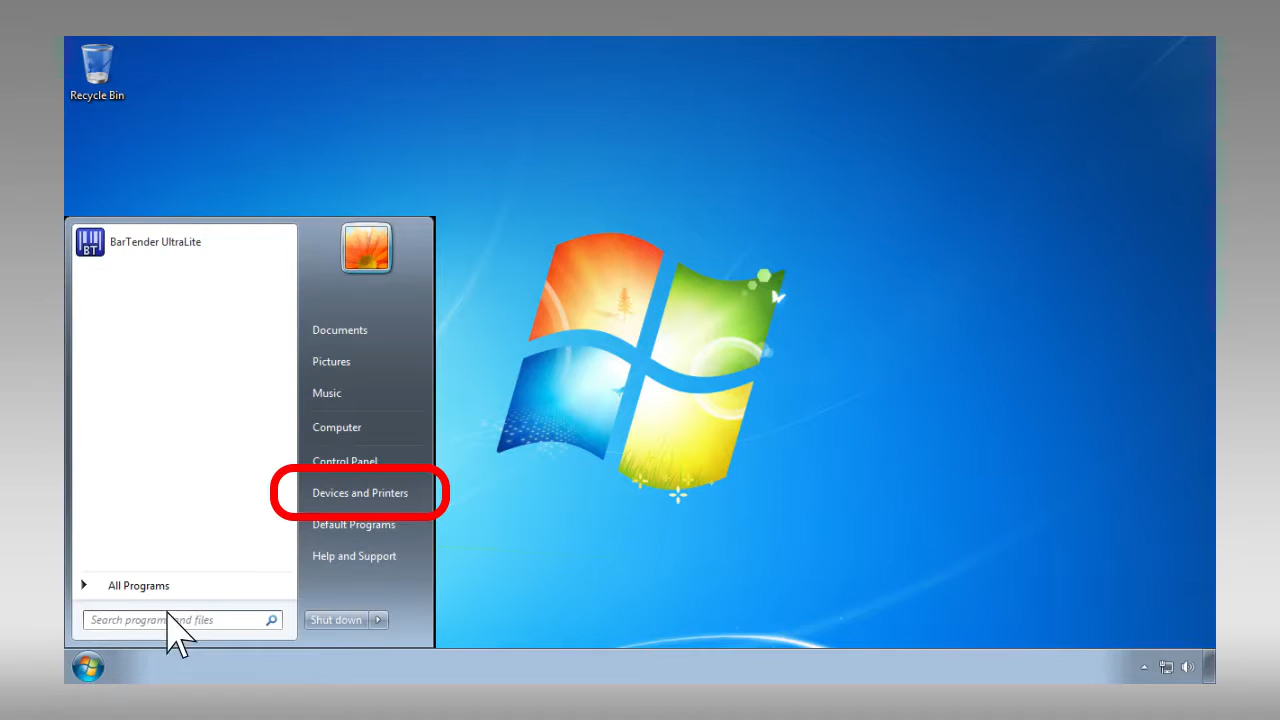 Recycle Bin
BT
BarTender UltraLite
Documents
Pictures
Music
Computer
Control Panel
Devices and Printers
Default Programs
Help and Support
All Programs
Search programs and files
Shut down